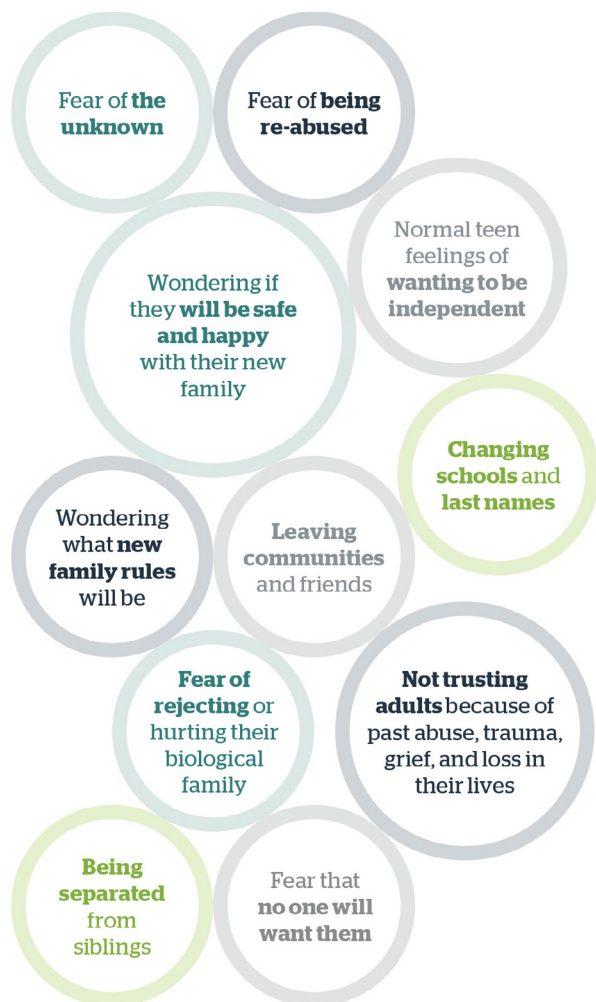 Fear of the
unknown
Fear of being
re-abused
Normal teen
feelings of
wanting to be
independent
Wondering if
they will be safe
and happy
with their new
family
Changing
schools and
last names
Wondering
what new
family rules
will be
Leaving
communities
and friends
Fear of
rejecting or
hurting their
biological
family
Not trusting
adults because of
past abuse, trauma,
grief, and loss in
their lives
Being
separated
from
siblings
Fear that
no one will
want them